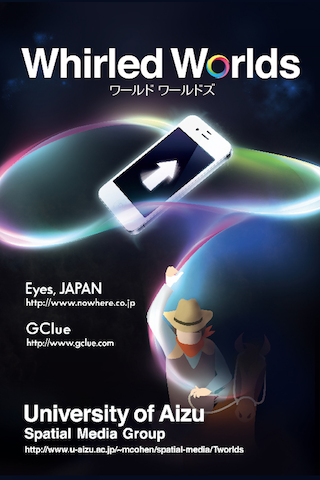 Whirled Worlds
ワールド ワールドズ
Eyes, JAPAN
http://www.nowhere.co.jp
GClue
http://www.gclue.com
University of Aizu
Spatial Media Group
http://www.u-aizu.ac.jp/~mcohen/spatial-media/Tworlds